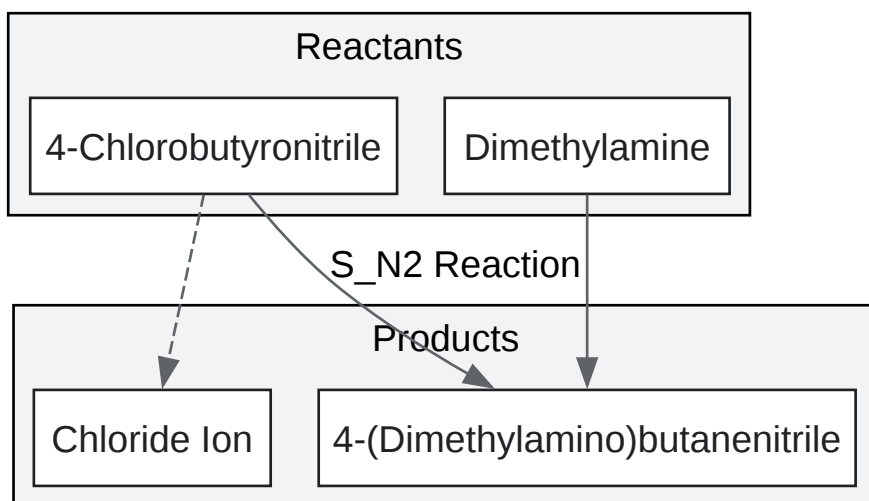 Reactants
4-Chlorobutyronitrile
Dimethylamine
S_N2 Reaction
Products
Chloride Ion
4-(Dimethylamino)butanenitrile